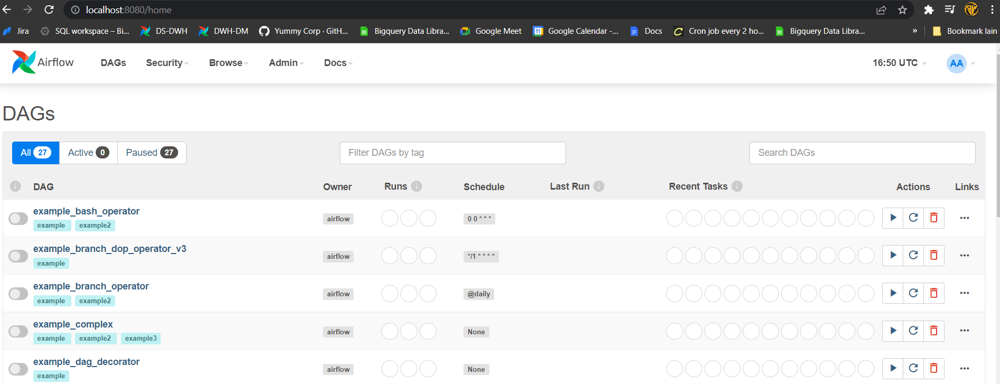 localhost:8080/home
Jira SQL workspace – Bi... DS-DWH DWH-DM Yummy Corp · GitH... Bigquery Data Libra... 11 Google Meet Google Calendar -... Docs Cron job every 2 ho... Bigquery Data Libra... » Bookmark lain
Airflow DAGs Security Browse Admin Docs 16:50 UTC AA
DAGs
All 27 Active 0 Paused 27 Filter DAGs by tag Search DAGs
i DAG Owner Runs i Schedule Last Run i Recent Tasks i Actions Links
example_bash_operator
example example2 airflow 0 0 * * *
example_branch_dop_operator_v3
example airflow */1 * * * *
example_branch_operator
example example2 airflow @daily
example_complex
example example2 example3 airflow None
example_dag_decorator
example airflow None